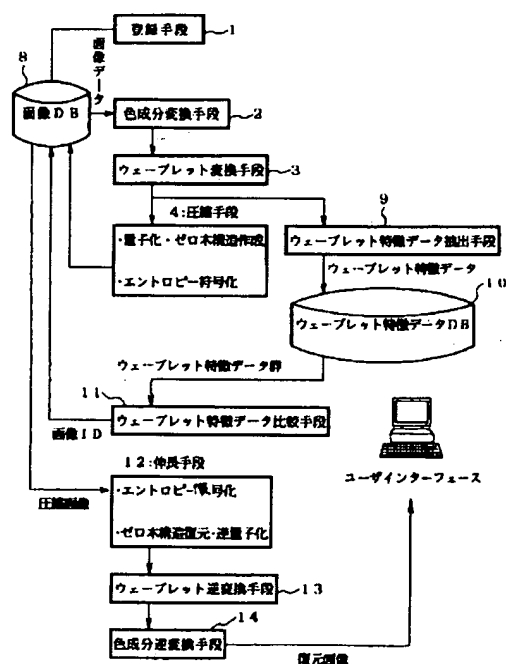 登録手段
1
8
画像データ
画像DB
色成分変換手段
2
ウェーブレット変換手段
3
4:圧縮手段
・量子化・ゼロ木構造作成
・エントロピー符号化
9
ウェーブレット特徴データ抽出手段
ウェーブレット特徴データ
10
ウェーブレット特徴データDB
ウェーブレット特徴データ群
11
ウェーブレット特徴データ比較手段
画像ID
ユーザインターフェース
12:伸長手段
圧縮画像
・エントロピー復号化
・ゼロ木構造復元・逆量子化
ウェーブレット逆変換手段
13
14
色成分逆変換手段
復元画像